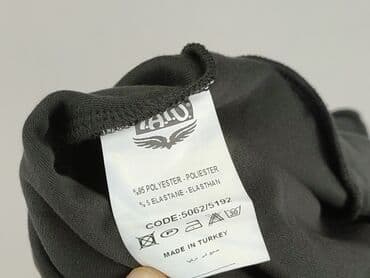 %95 POLYESTER - POLIESTER
%5 ELASTANE - ELASTHAN
CODE:5062/5192
MADE IN TURKEY